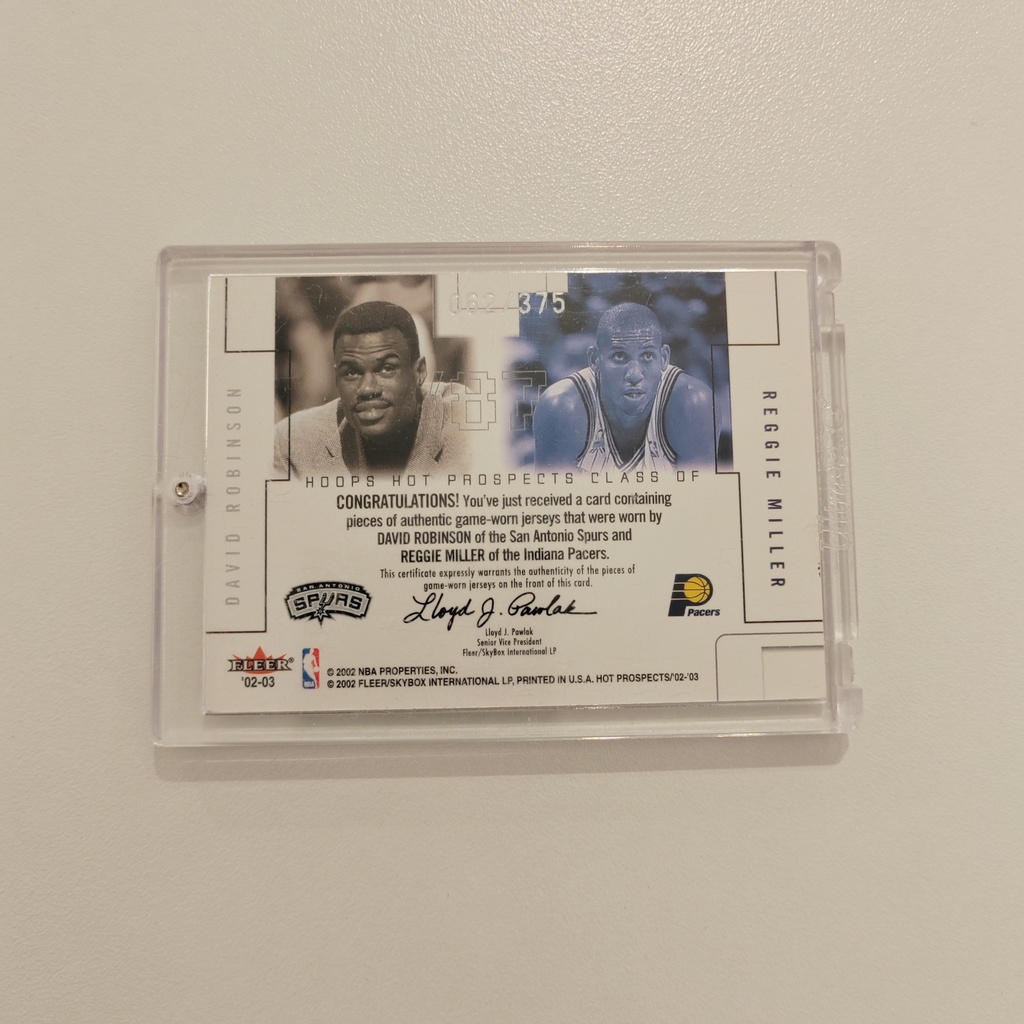 082/375
'87
DAVID ROBINSON
REGGIE MILLER
HOOPS HOT PROSPECTS CLASS OF
CONGRATULATIONS! You've just received a card containing
pieces of authentic game-worn jerseys that were worn by
DAVID ROBINSON of the San Antonio Spurs and
REGGIE MILLER of the Indiana Pacers.
This certificate expressly warrants the authenticity of the pieces of
game-worn jerseys on the front of this card.
SAN ANTONIO
SPURS
Lloyd J. Pawlak
Pacers
Lloyd J. Pawlak
Senior Vice President
Fleer/SkyBox International LP
FLEER®
'02-03
NBA
© 2002 NBA PROPERTIES, INC.
© 2002 FLEER/SKYBOX INTERNATIONAL LP, PRINTED IN U.S.A. HOT PROSPECTS/'02-'03